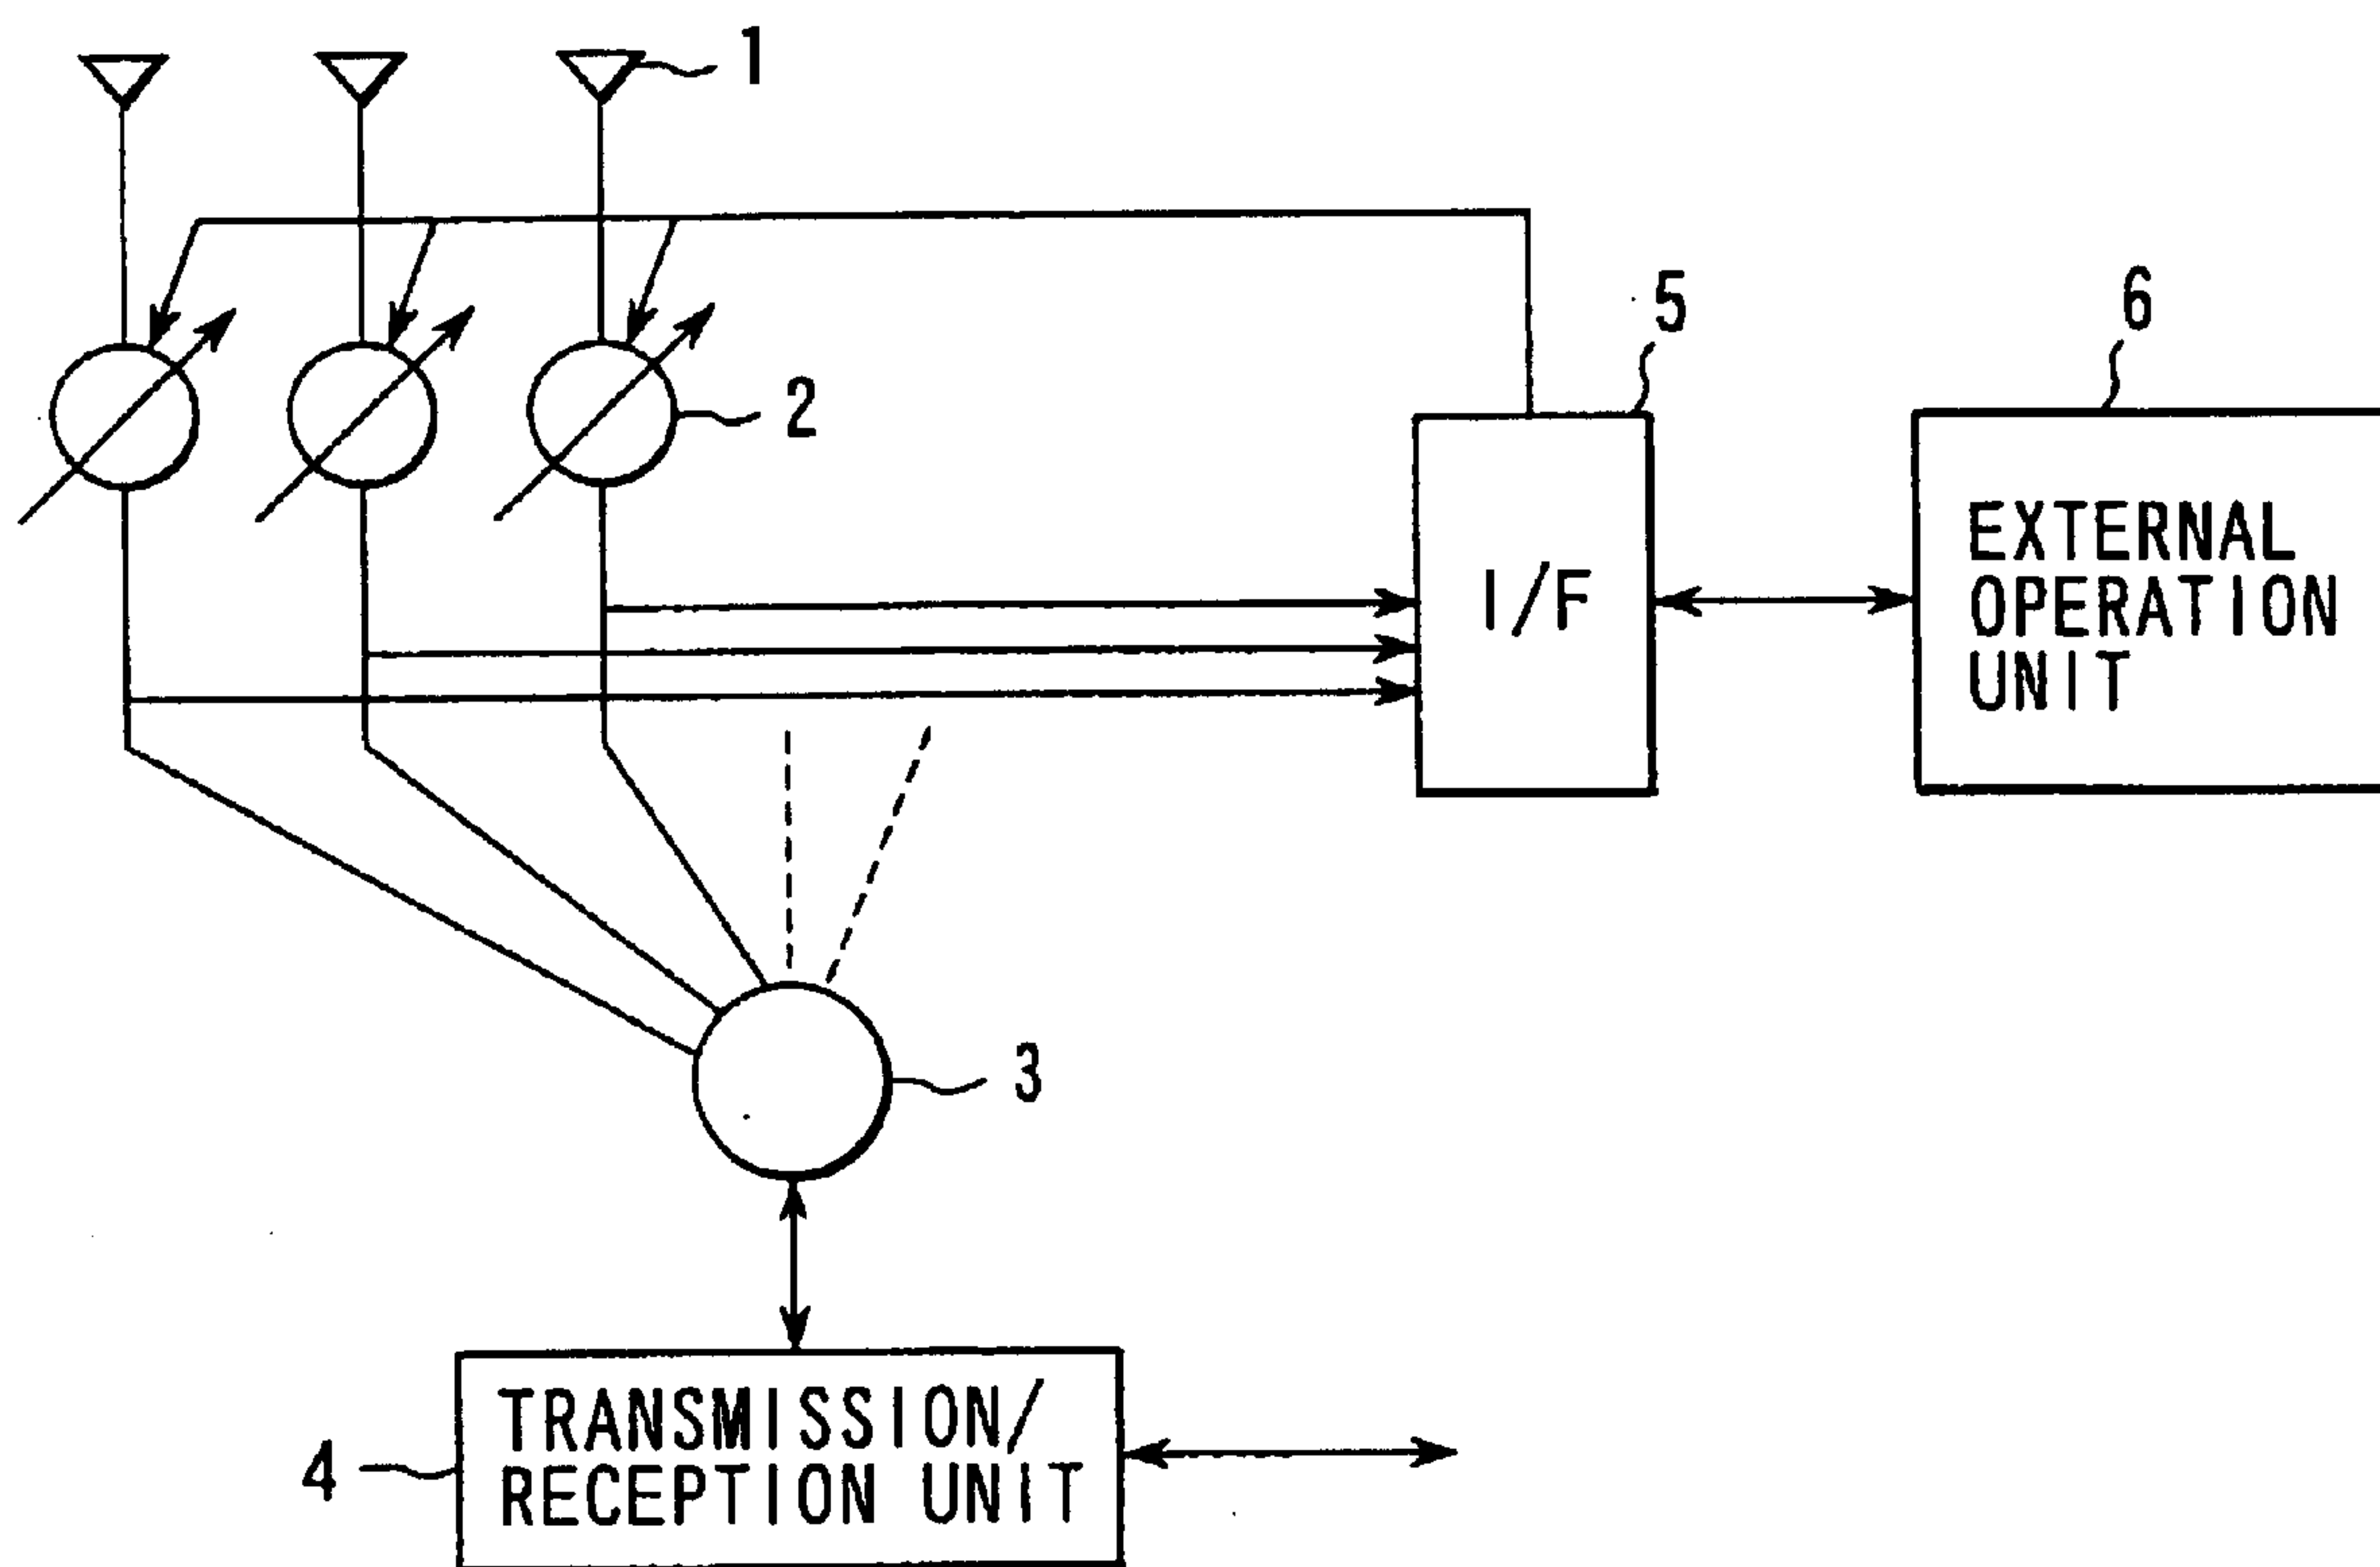 1
5
6
2
I/F
EXTERNAL
OPERATION
UNIT
3
4
TRANSMISSION/
RECEPTION UNIT